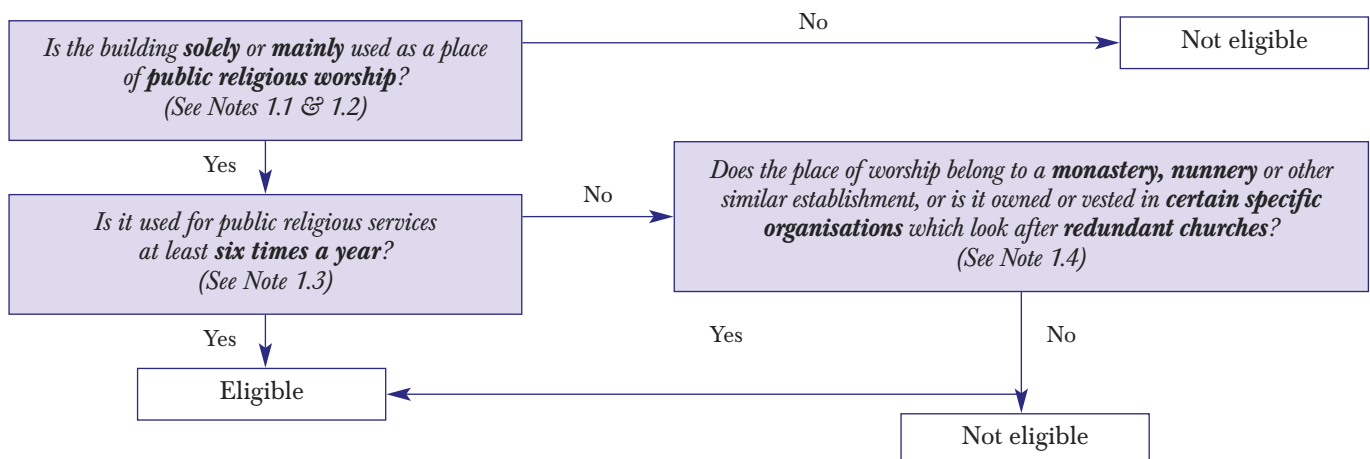 Is the building solely or mainly used as a place
of public religious worship?
(See Notes 1.1 & 1.2)
No
Not eligible
Yes
Is it used for public religious services
at least six times a year?
(See Note 1.3)
No
Does the place of worship belong to a monastery, nunnery or other
similar establishment, or is it owned or vested in certain specific
organisations which look after redundant churches?
(See Note 1.4)
Yes
Eligible
Yes
No
Not eligible